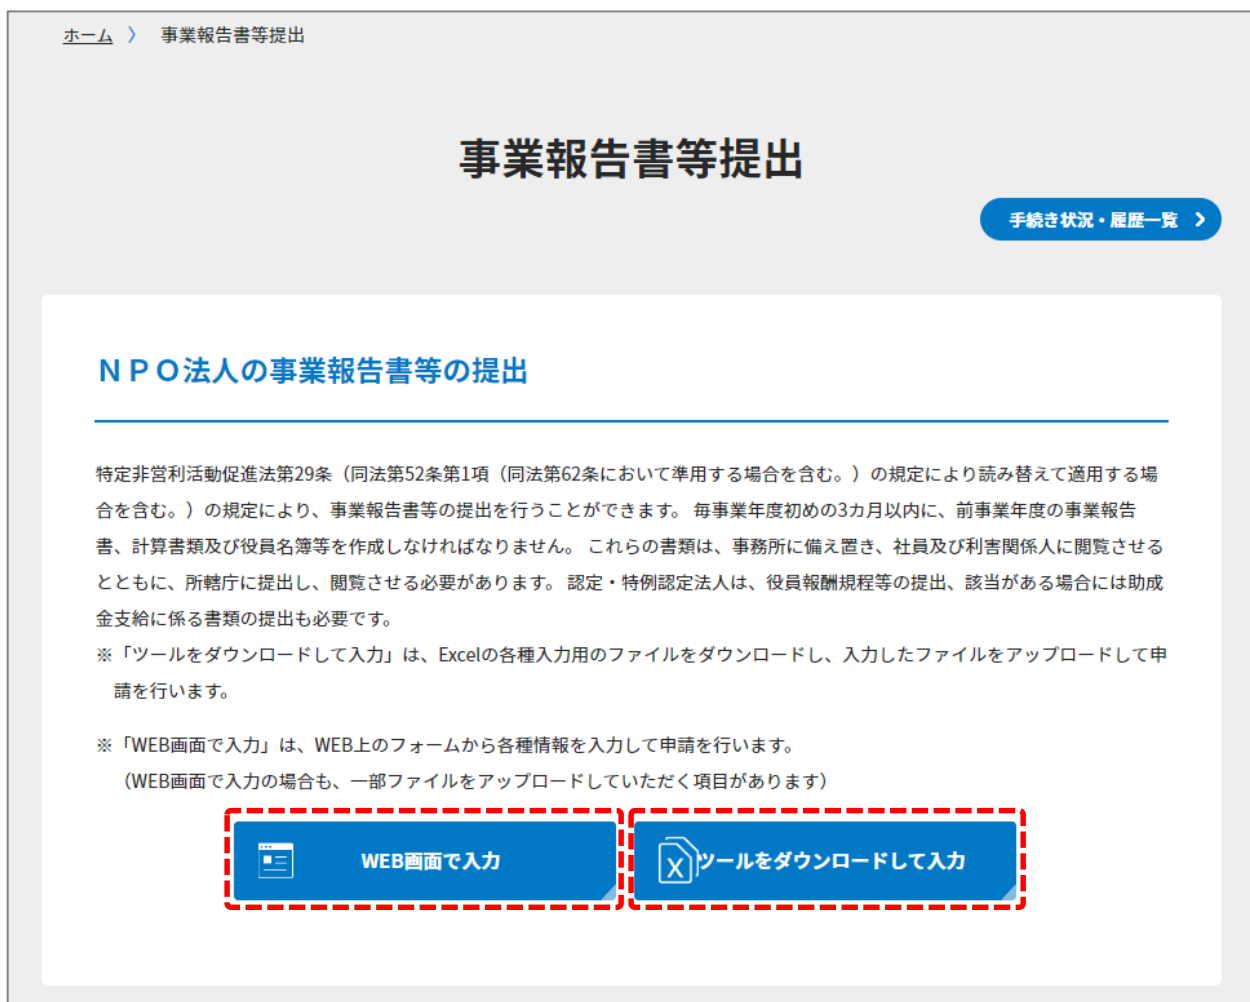 ホーム 〉 事業報告書等提出
事業報告書等提出
手続き状況・履歴一覧
ＮＰＯ法人の事業報告書等の提出
特定非営利活動促進法第29条（同法第52条第1項（同法第62条において準用する場合を含む。）の規定により読み替えて適用する場
合を含む。）の規定により、事業報告書等の提出を行うことができます。 毎事業年度初めの3カ月以内に、前事業年度の事業報告
書、計算書類及び役員名簿等を作成しなければなりません。 これらの書類は、事務所に備え置き、社員及び利害関係人に閲覧させる
とともに、所轄庁に提出し、閲覧させる必要があります。 認定・特例認定法人は、役員報酬規程等の提出、該当がある場合には助成
金支給に係る書類の提出も必要です。
※「ツールをダウンロードして入力」は、Excelの各種入力用のファイルをダウンロードし、入力したファイルをアップロードして申
請を行います。
※「WEB画面で入力」は、WEB上のフォームから各種情報を入力して申請を行います。
（WEB画面で入力の場合も、一部ファイルをアップロードしていただく項目があります）
WEB画面で入力
X ツールをダウンロードして入力